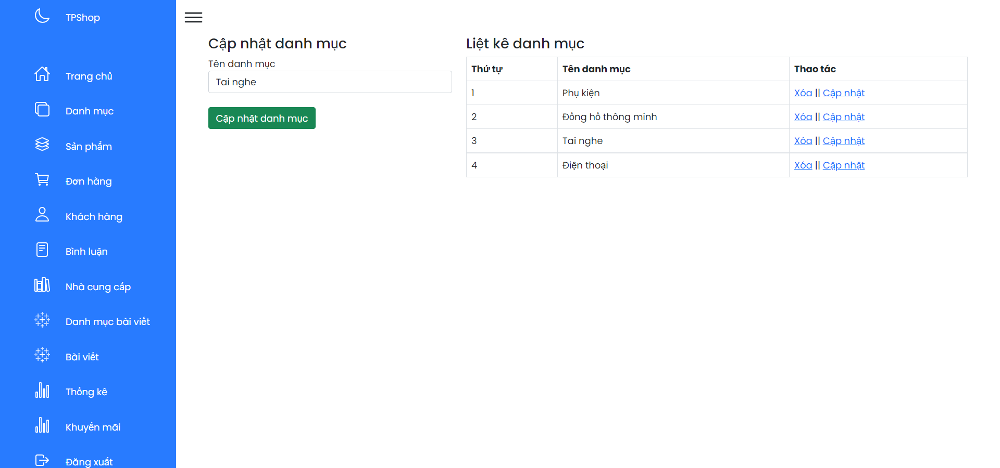 TPShop
Trang chủ
Danh mục
Sản phẩm
Đơn hàng
Khách hàng
Bình luận
Nhà cung cấp
Danh mục bài viết
Bài viết
Thống kê
Khuyến mãi
Đăng xuất
Cập nhật danh mục
Tên danh mục
Tai nghe
Cập nhật danh mục
Liệt kê danh mục
Thứ tự Tên danh mục Thao tác
1 Phụ kiện Xóa || Cập nhật
2 Đồng hồ thông minh Xóa || Cập nhật
3 Tai nghe Xóa || Cập nhật
4 Điện thoại Xóa || Cập nhật